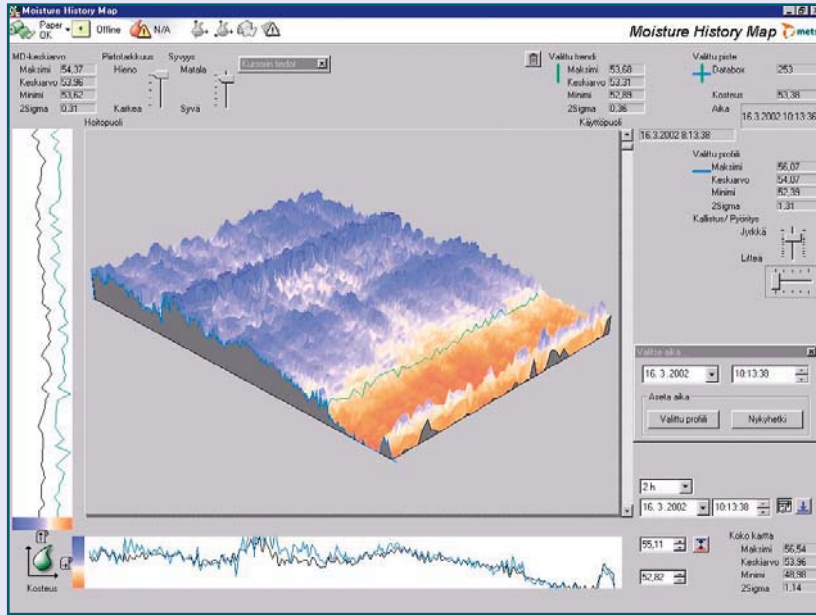 Moisture History Map
Paper OK
Offline
N/A
Moisture History Map
MD-keskiarvo
Maksimi 54,37
Keskiarvo 53,96
Minimi 53,62
2Sigma 0,31
Piirtotarkkuus
Hieno
Karkea
Syvyys
Matala
Syvä
Kursorin tiedot
Valittu trendi
Maksimi 53,68
Keskiarvo 53,31
Minimi 52,89
2Sigma 0,36
Valittu piste
Databox 253
Kosteus 53,38
Aika
16.3.2002 10:13:36
Hoitopuoli
Käyttöpuoli
16.3.2002 8:13:38
Valittu profiili
Maksimi 56,07
Keskiarvo 54,07
Minimi 52,39
2Sigma 1,31
Kallistus/ Pyöritys
Jyrkkä
Litteä
Valitse aika
16. 3.2002
10:13:38
Aseta aika
Valittu profiili
Nykyhetki
2 h
16. 3.2002
10:13:38
55,11
52,82
Koko kartta
Maksimi 56,54
Keskiarvo 53,96
Minimi 48,98
2Sigma 1,14
Kosteus